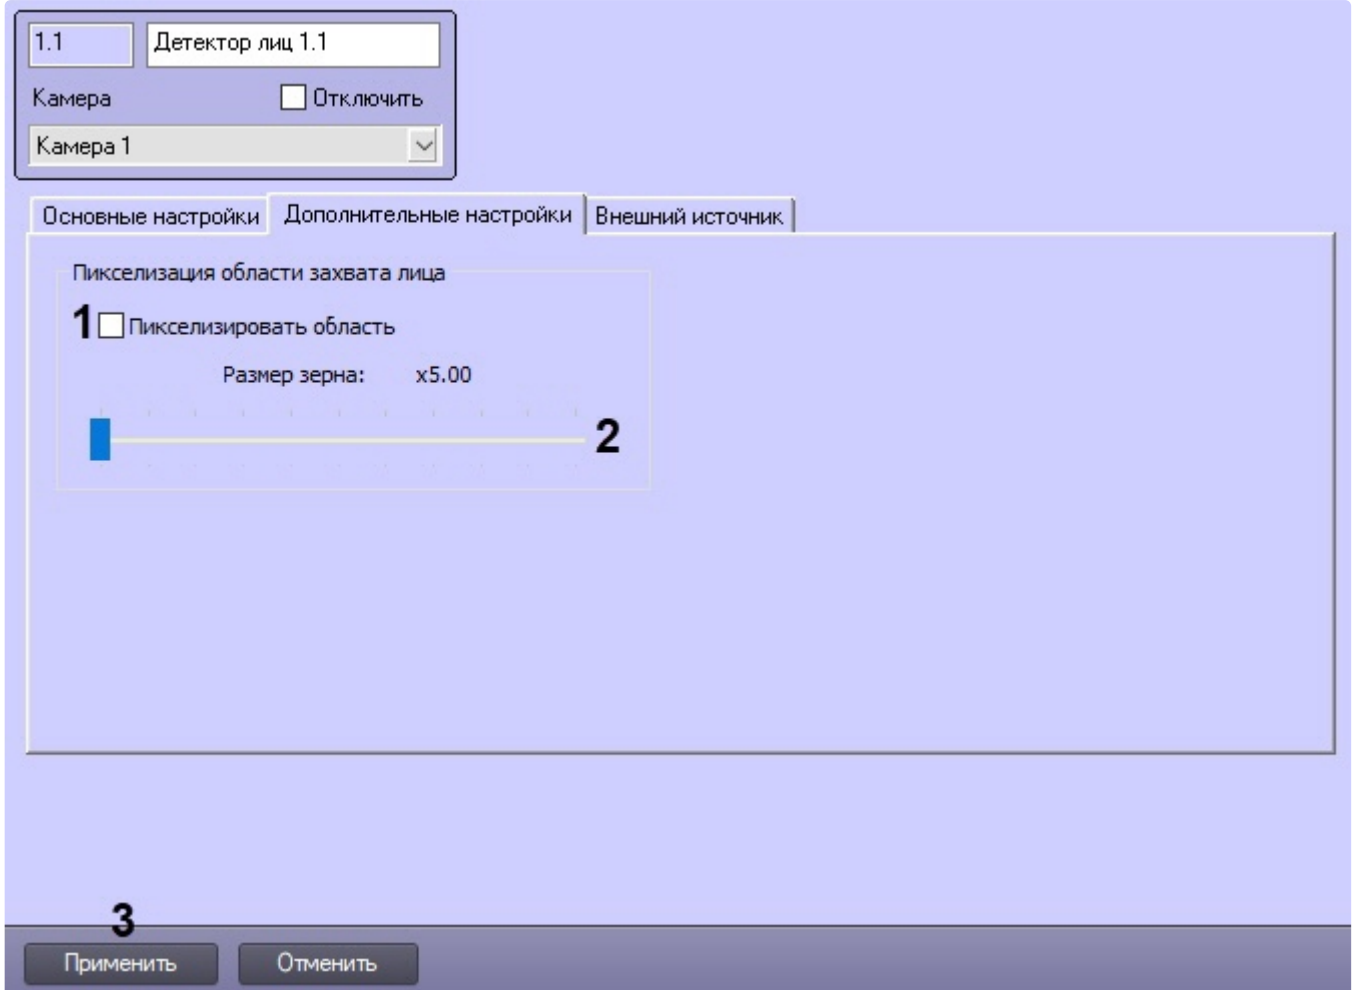 1.1 Детектор лиц 1.1
Камера Отключить
Камера 1
Основные настройки Дополнительные настройки Внешний источник
Пикселизация области захвата лица
1 Пикселизировать область
Размер зерна: x5.00
2
3
Применить Отменить